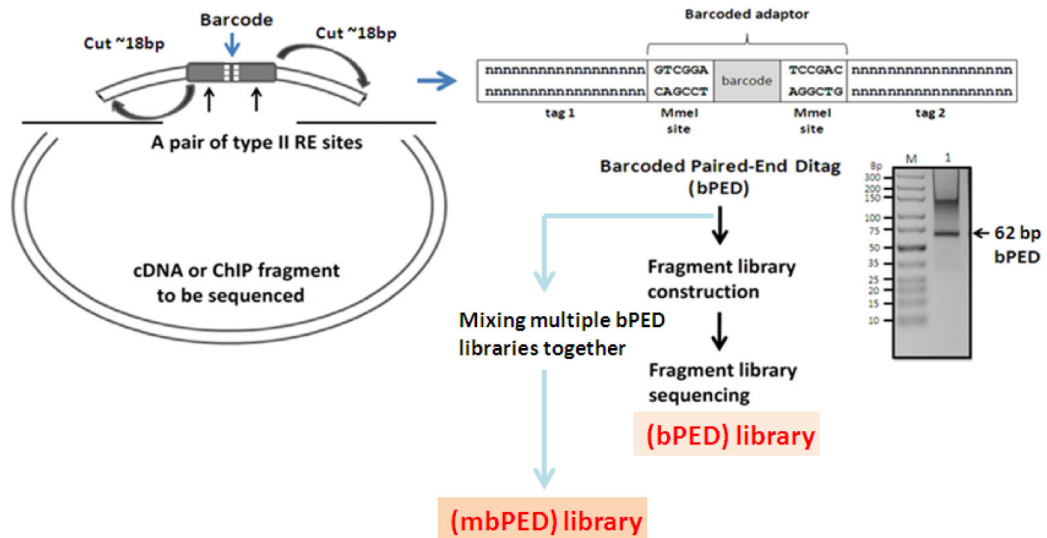 Barcode
Cut ~18bp
Cut ~18bp
A pair of type II RE sites
cDNA or ChIP fragment
to be sequenced
Barcoded adaptor
nnnnnnnnnnnnnnnnnn GTCGGA barcode TCCGAC nnnnnnnnnnnnnnnnnn
nnnnnnnnnnnnnnnnnn CAGCCT AGGCTG nnnnnnnnnnnnnnnnnn
tag 1 MmeI site MmeI site tag 2
Barcoded Paired-End Ditag
(bPED)
Fragment library
construction
Fragment library
sequencing
(bPED) library
Mixing multiple bPED
libraries together
(mbPED) library
Bp M 1
300
200
150
100
75
50
35
25
20
15
10
62 bp
bPED